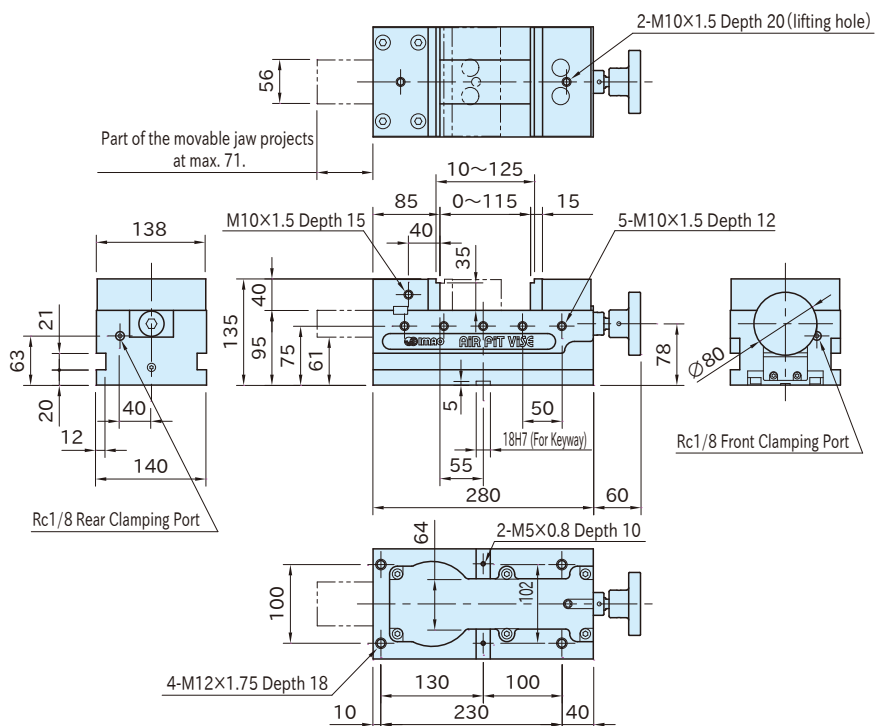 2-M10×1.5 Depth 20(lifting hole)
56
Part of the movable jaw projects
at max. 71.
10~125
85
0~115
15
M10×1.5 Depth 15
5-M10×1.5 Depth 12
138
40
35
40
135
95
75
61
21
63
20
12
40
140
IMAO AIR PIT VISE
5
50
18H7 (For Keyway)
55
280
60
78
Ø80
Rc1/8 Front Clamping Port
Rc1/8 Rear Clamping Port
64
2-M5×0.8 Depth 10
100
102
4-M12×1.75 Depth 18
130
100
10
230
40